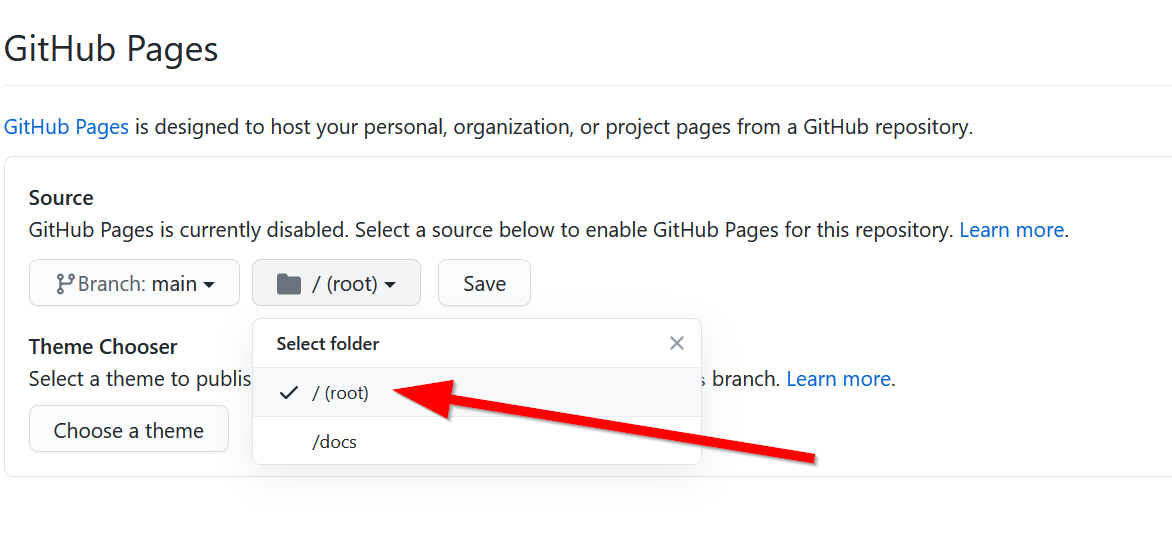 GitHub Pages
GitHub Pages is designed to host your personal, organization, or project pages from a GitHub repository.
Source
GitHub Pages is currently disabled. Select a source below to enable GitHub Pages for this repository. Learn more.
Branch: main / (root) Save
Select folder
Theme Chooser
Select a theme to publis branch. Learn more.
/ (root)
Choose a theme
/docs